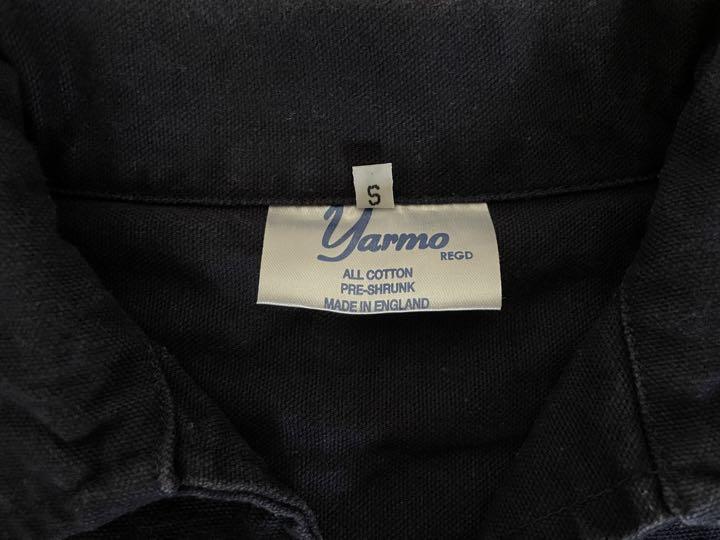 S
Yarmo
REGD
ALL COTTON
PRE-SHRUNK
MADE IN ENGLAND